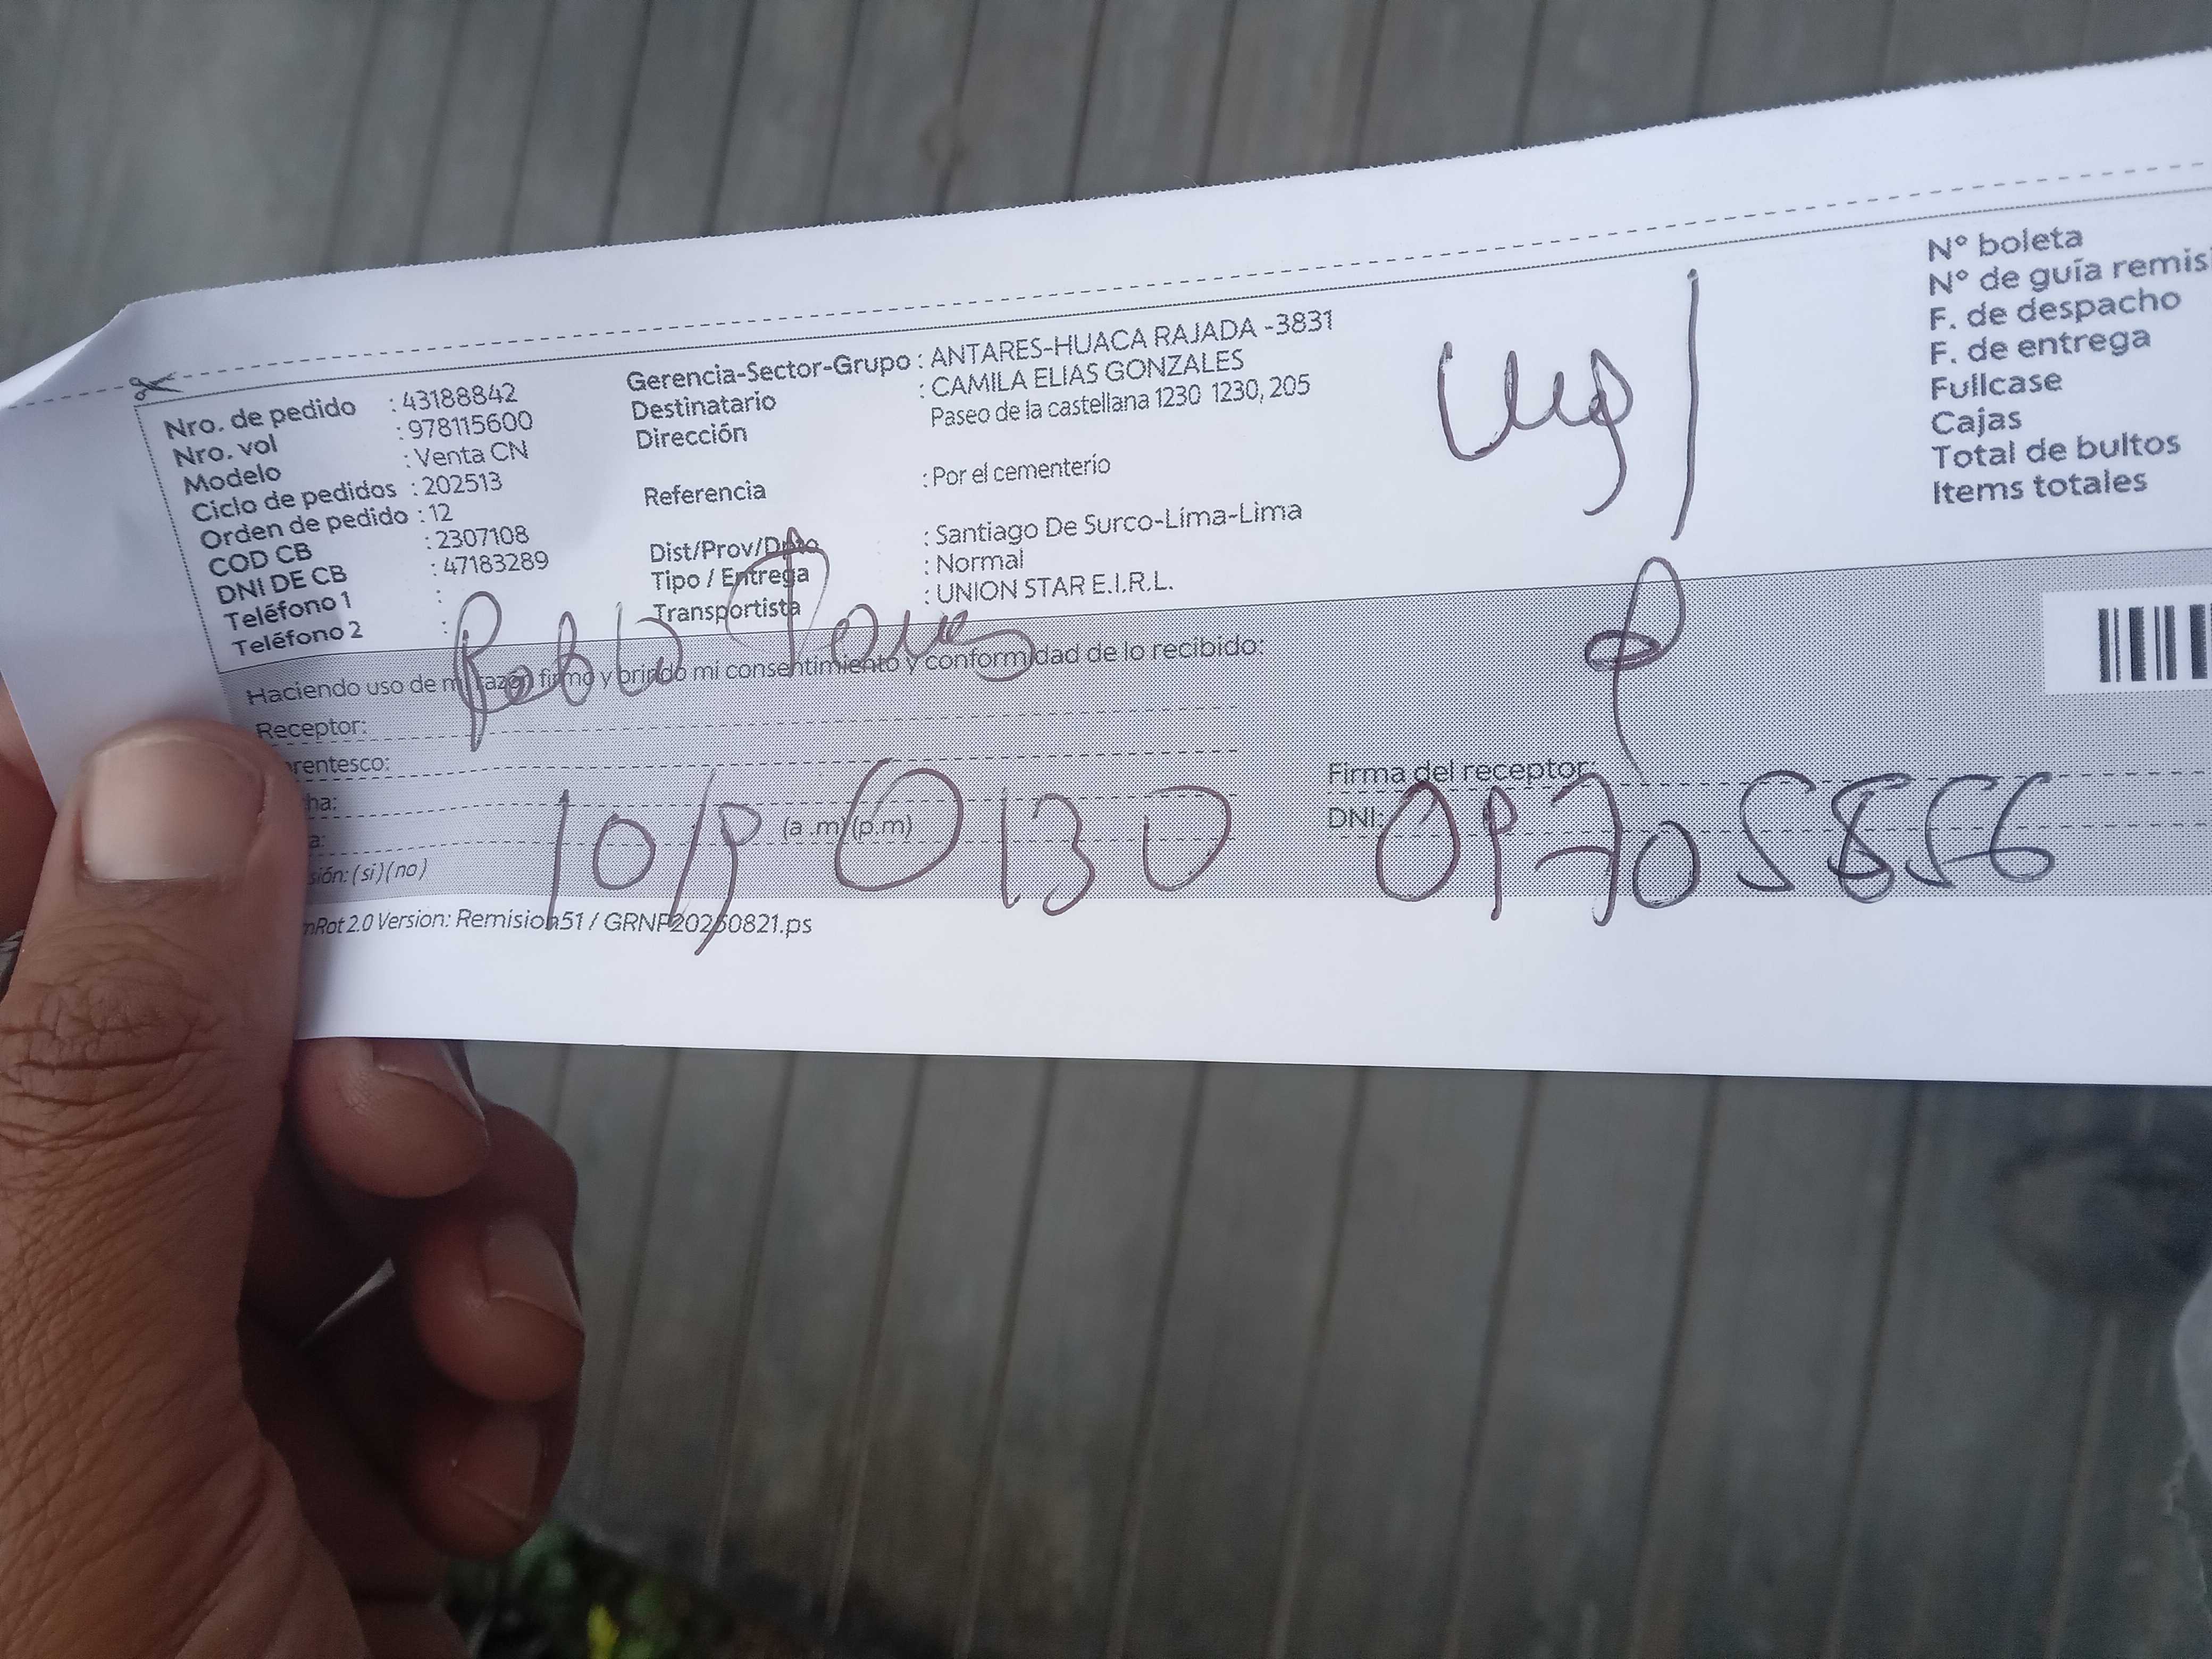 Nro. de pedido : 43188842
Nro. vol : 978115600
Modelo : Venta CN
Ciclo de pedidos : 202513
Orden de pedido : 12
COD CB : 2307108
DNI DE CB : 47183289
Teléfono 1 :
Teléfono 2 :
Gerencia-Sector-Grupo : ANTARES-HUACA RAJADA -3831
Destinatario : CAMILA ELIAS GONZALES
Dirección Paseo de la castellana 1230 1230, 205
Referencia : Por el cementerio
Dist/Prov/Dpto : Santiago De Surco-Lima-Lima
Tipo / Entrega : Normal
Transportista : UNION STAR E.I.R.L.
N° boleta
N° de guía remisi
F. de despacho
F. de entrega
Fullcase
Cajas
Total de bultos
Items totales
Haciendo uso de mi razón firmo y brindo mi consentimiento y conformidad de lo recibido:
Receptor:
rentesco:
ha:
a: (a .m) (p.m)
sión: (si) (no)
Firma del receptor:
DNI:
nRot 2.0 Version: Remision51 / GRNP20250821.ps